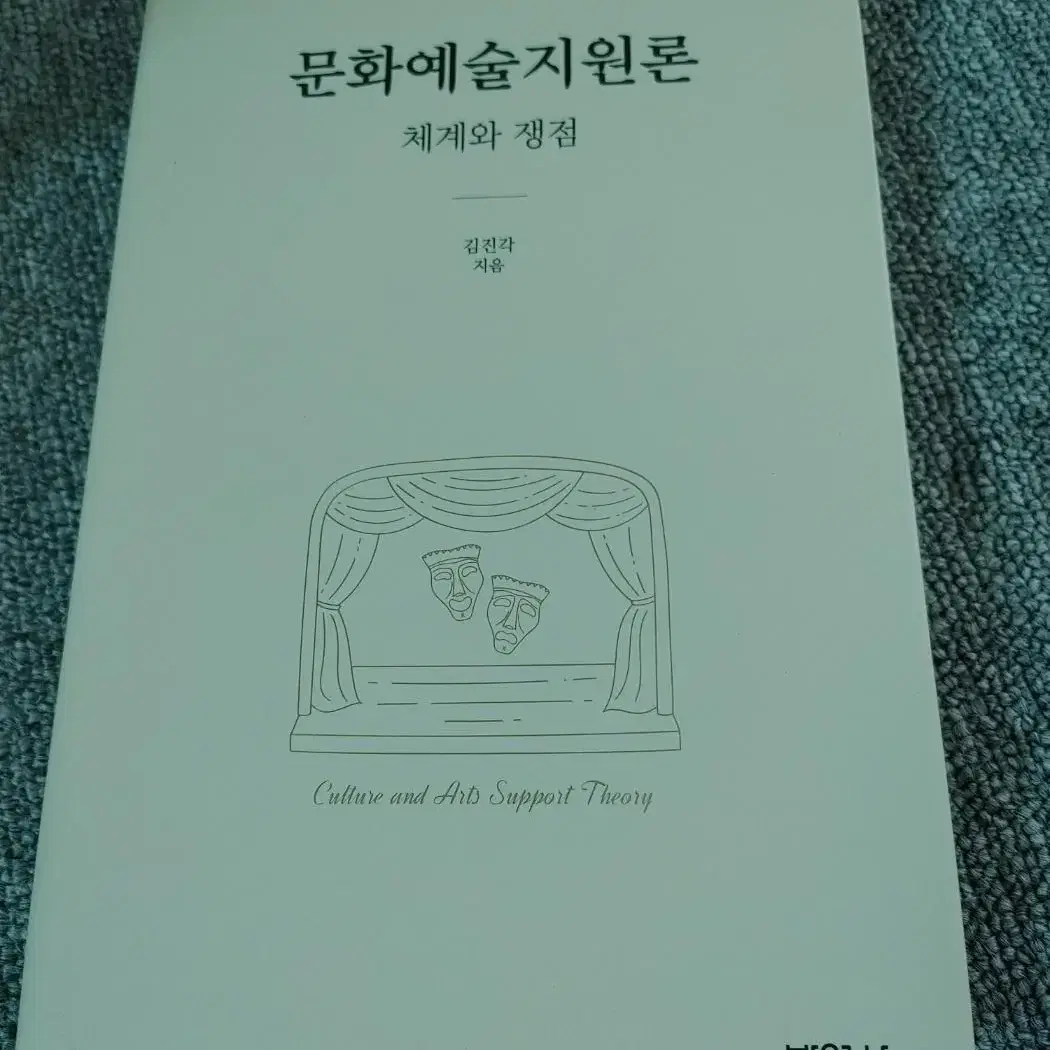 문화예술지원론
체계와 쟁점
김진각
지음
Culture and Arts Support Theory